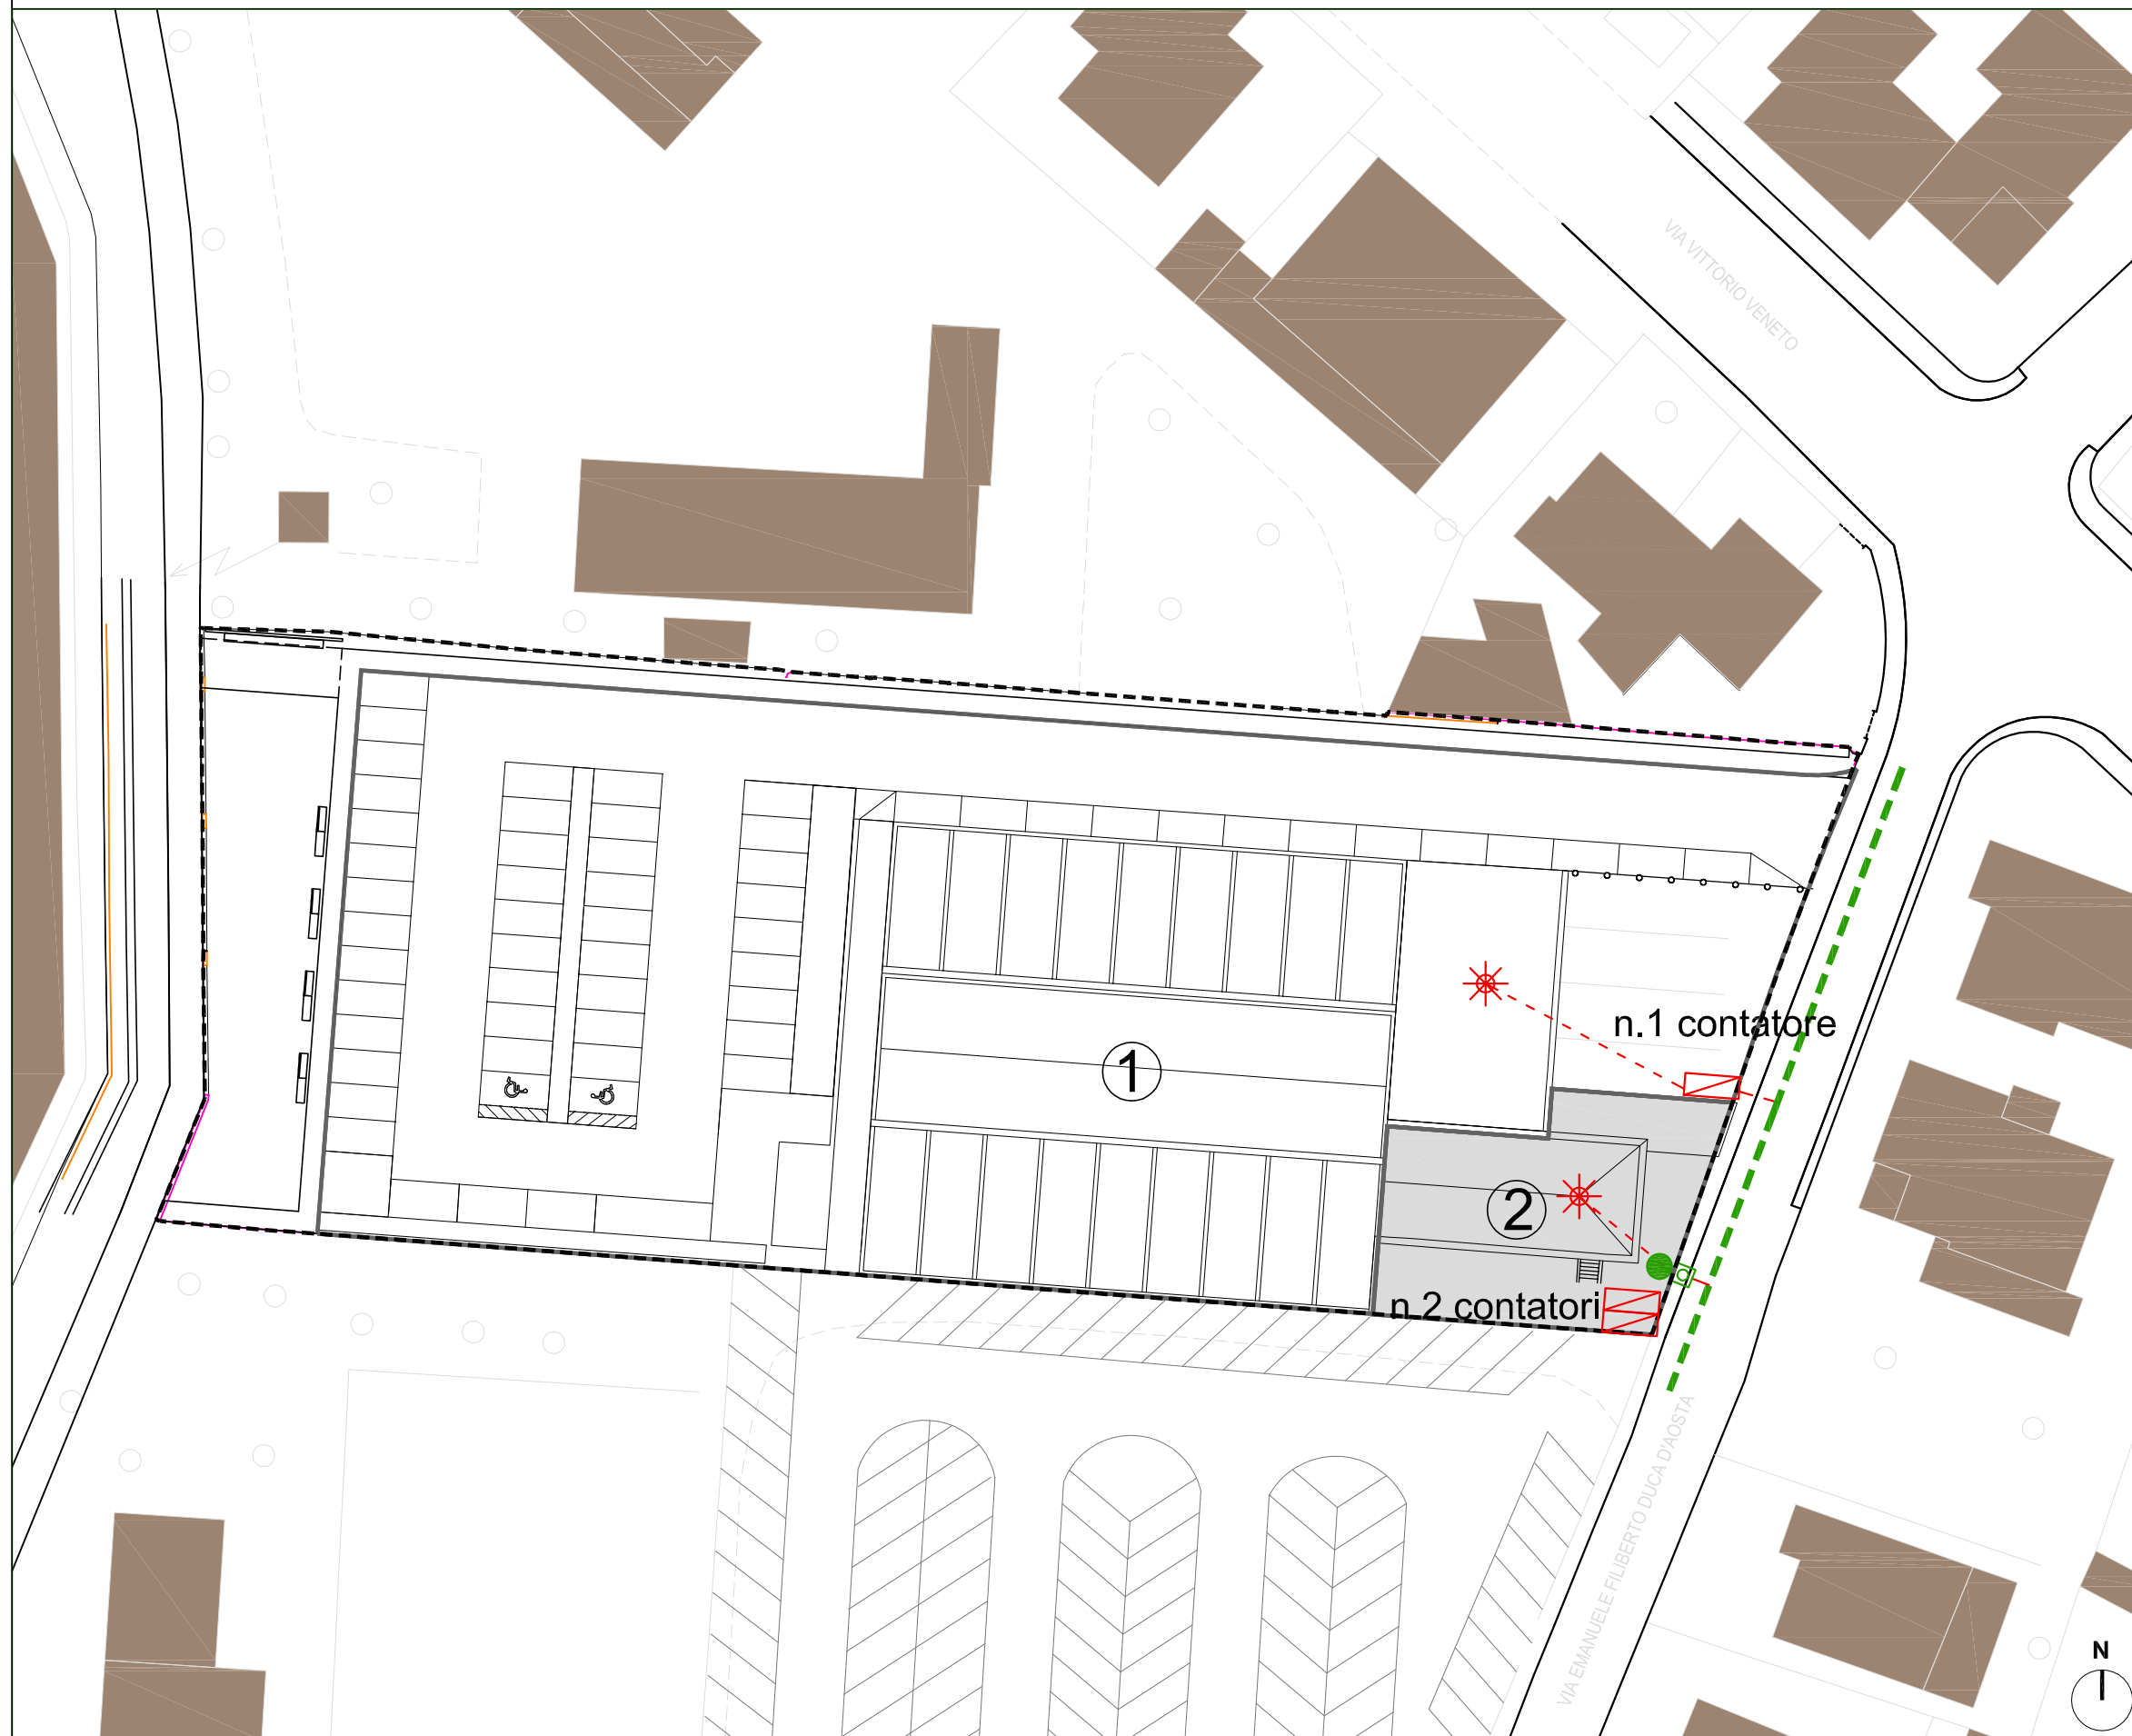 VIA VITTORIO VENETO
n.1 contatore
1
2
n.2 contatori
VIA EMANUELE FILIBERTO DUCA D'AOSTA
N